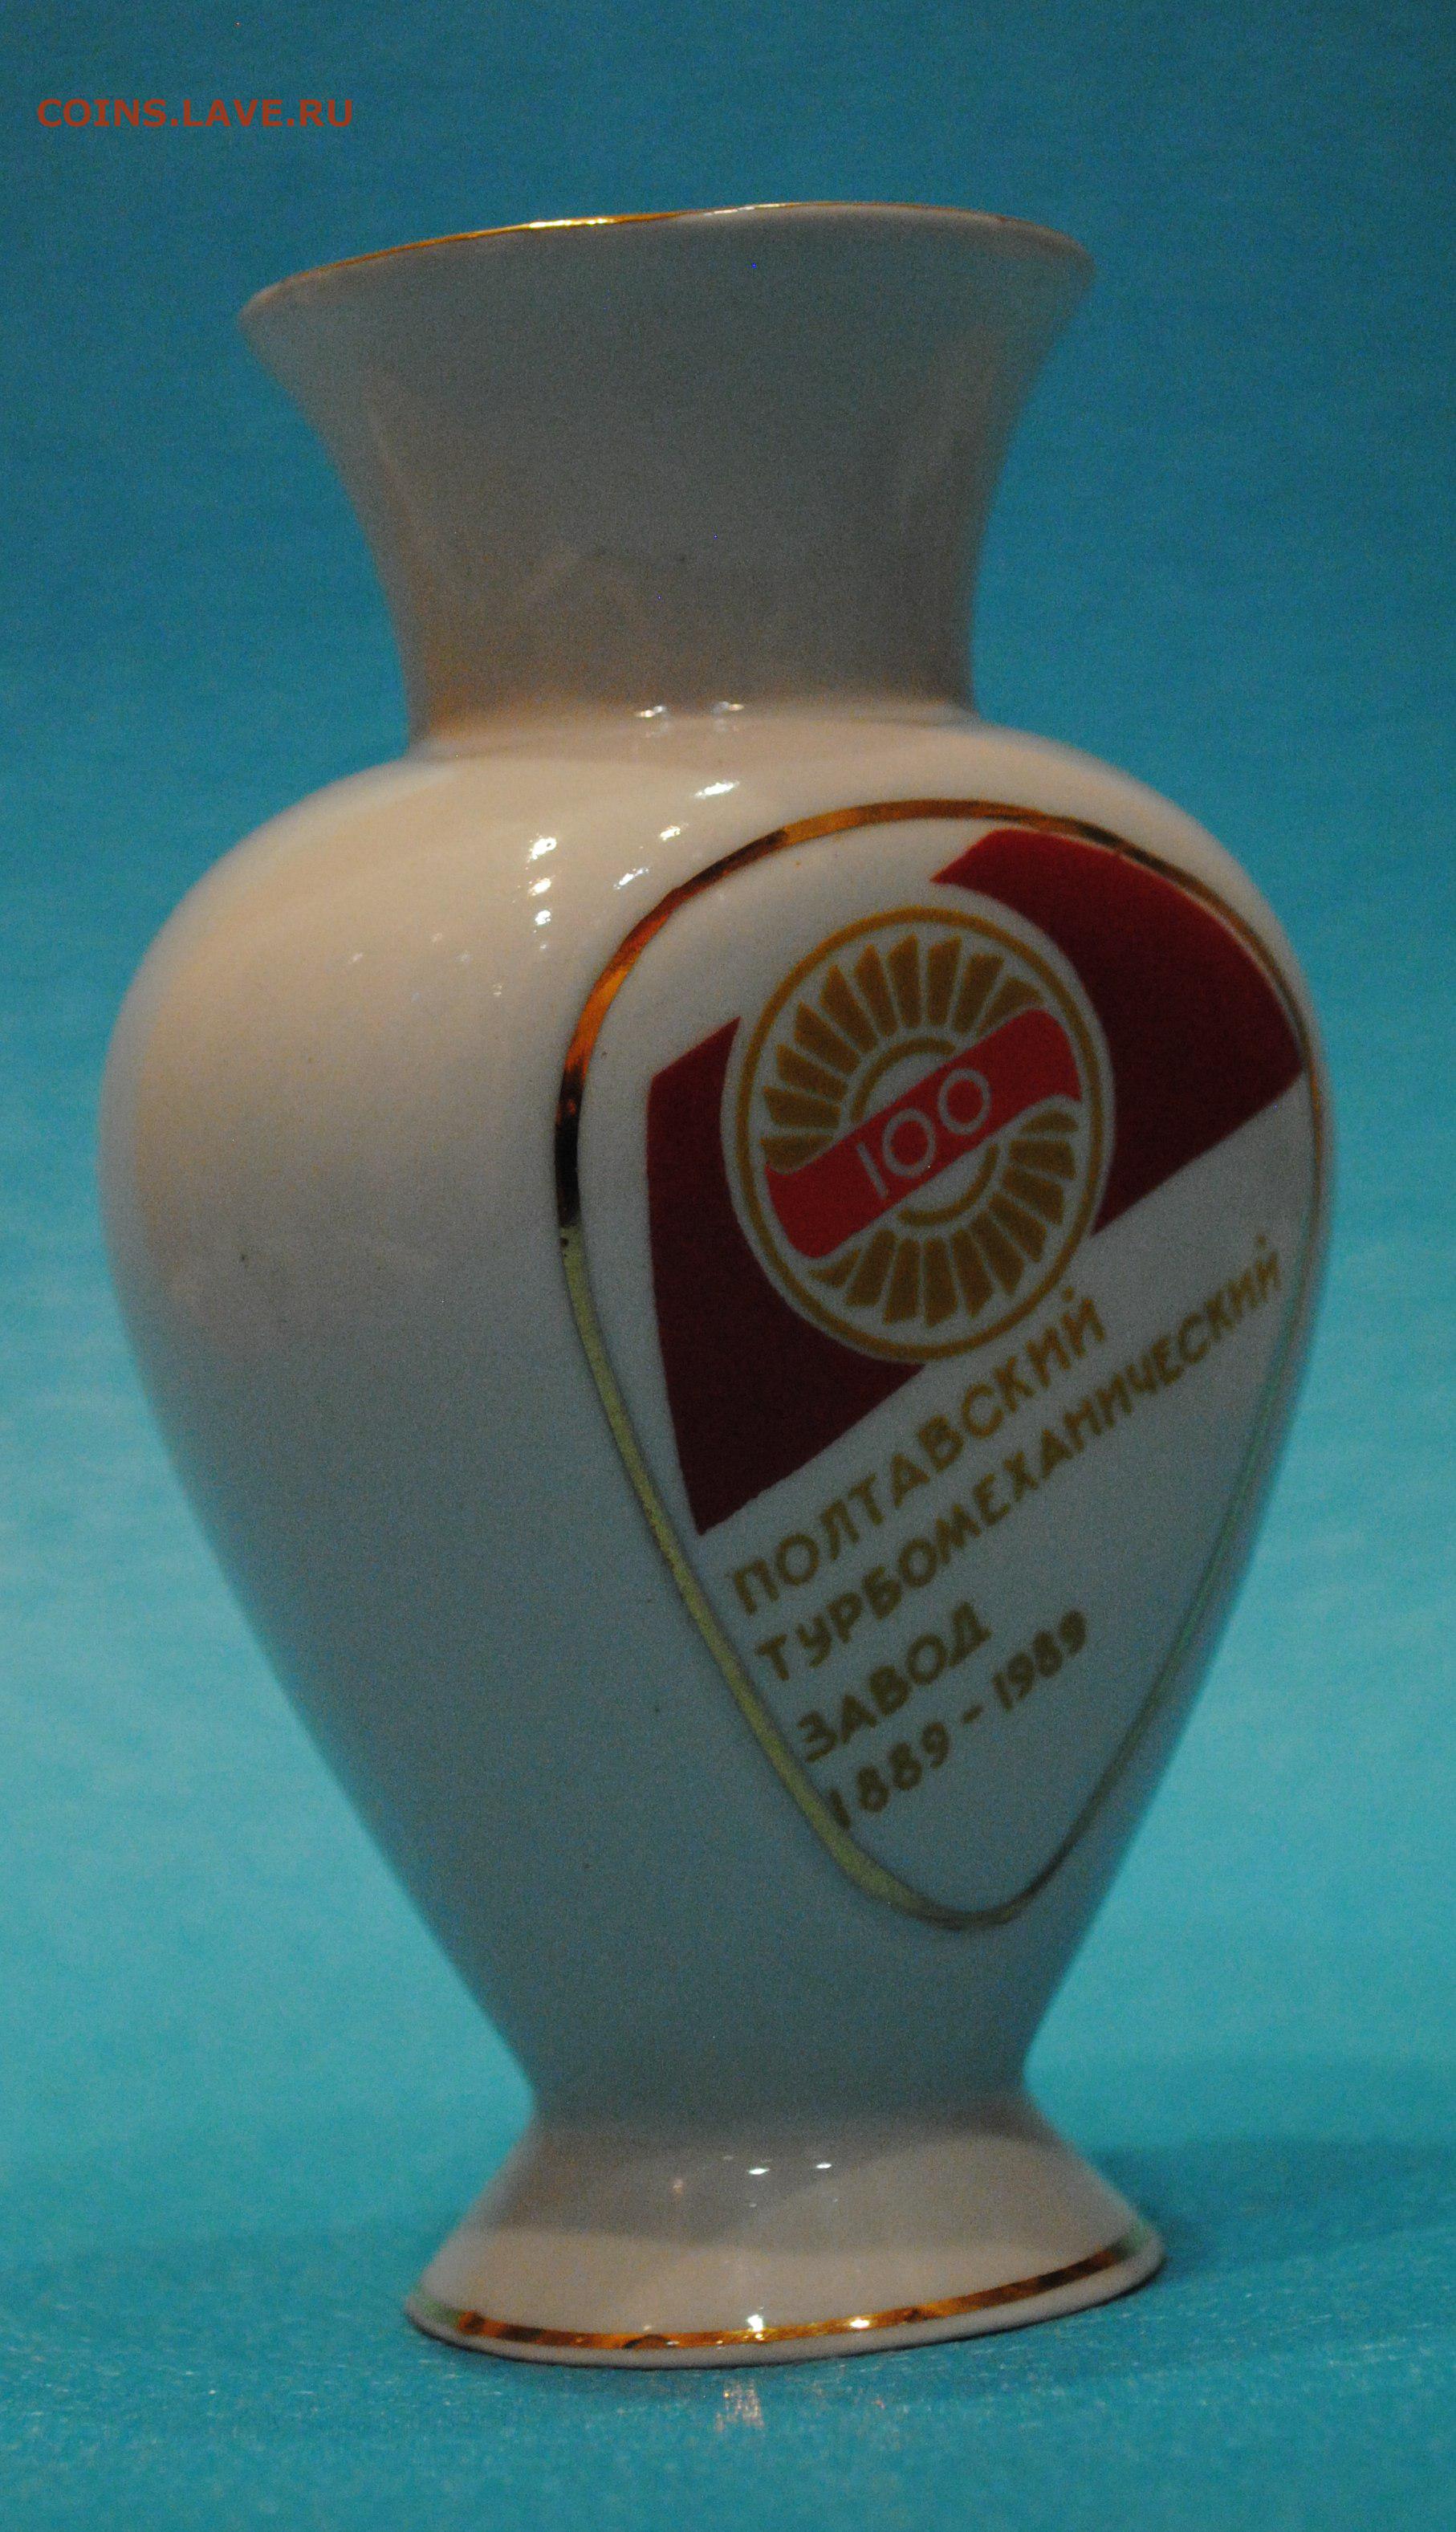 COINS.LAVE.RU
100
ПОЛТАВСКИЙ
ТУРБОМЕХАНИЧЕСКИЙ
ЗАВОД
1889-1989